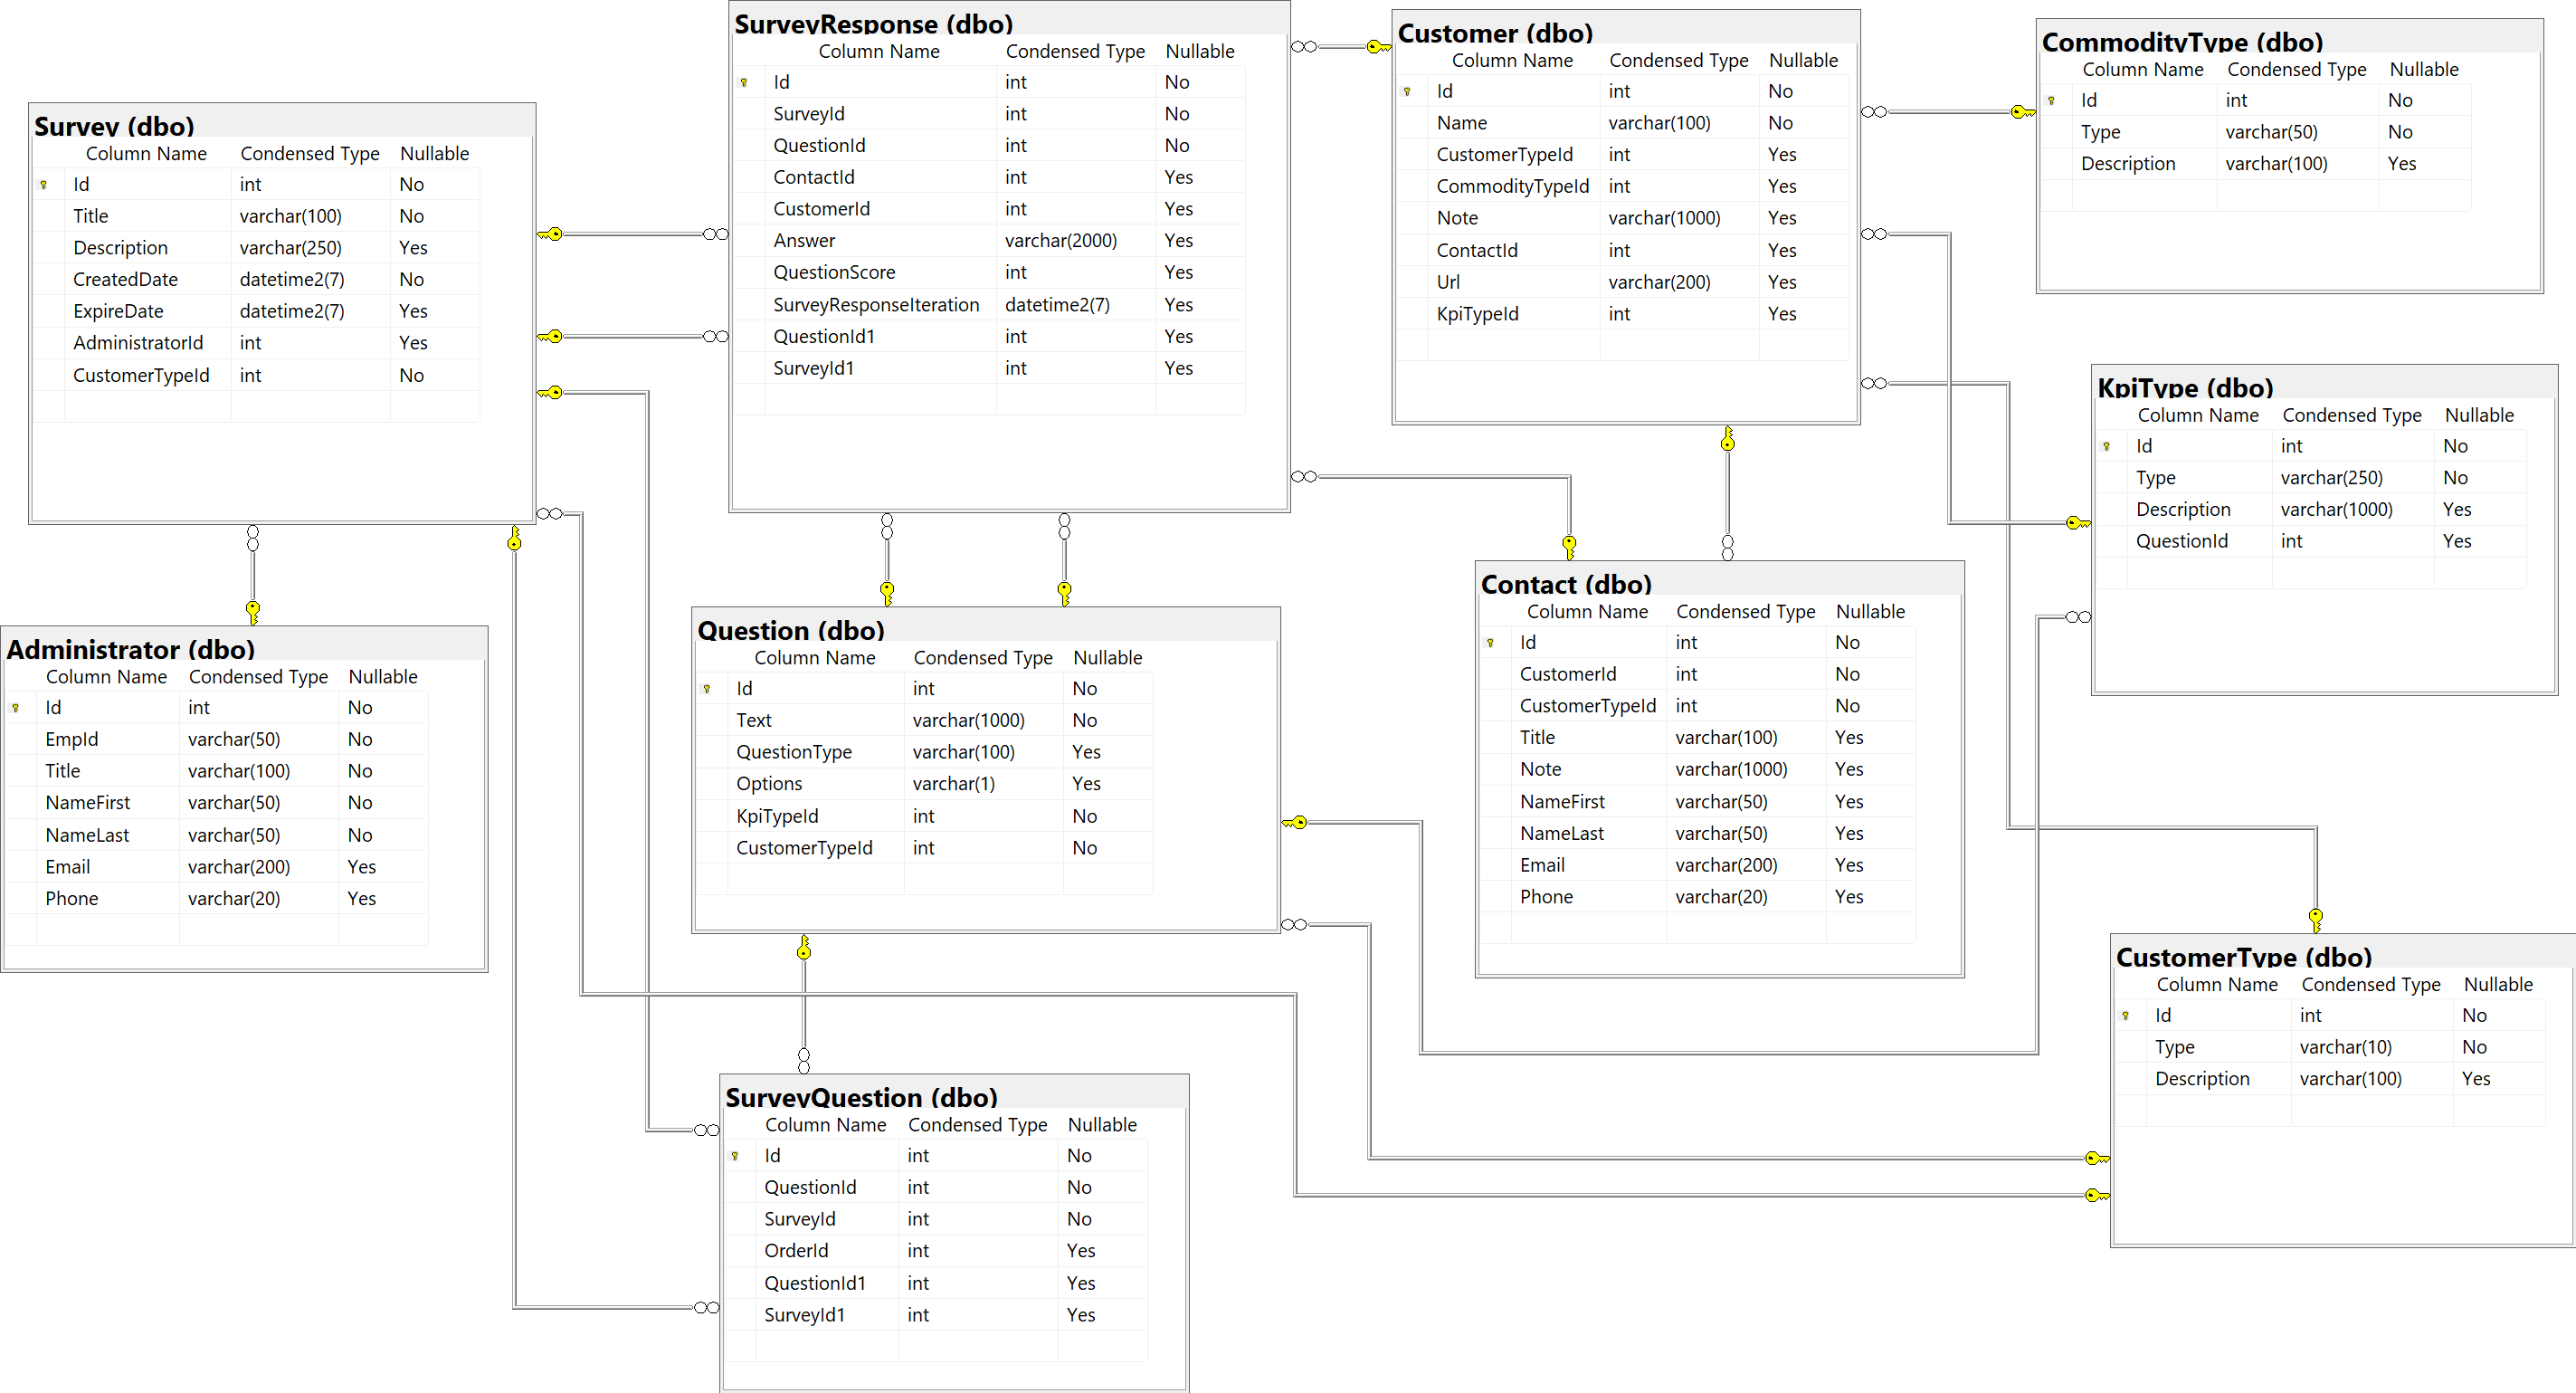 SurveyResponse (dbo)
Column Name Condensed Type Nullable
Id int No
SurveyId int No
QuestionId int No
ContactId int Yes
CustomerId int Yes
Answer varchar(2000) Yes
QuestionScore int Yes
SurveyResponseIteration datetime2(7) Yes
QuestionId1 int Yes
SurveyId1 int Yes
Customer (dbo)
Column Name Condensed Type Nullable
Id int No
Name varchar(100) No
CustomerTypeId int Yes
CommodityTypeId int Yes
Note varchar(1000) Yes
ContactId int Yes
Url varchar(200) Yes
KpiTypeId int Yes
CommodityType (dbo)
Column Name Condensed Type Nullable
Id int No
Type varchar(50) No
Description varchar(100) Yes
Survey (dbo)
Column Name Condensed Type Nullable
Id int No
Title varchar(100) No
Description varchar(250) Yes
CreatedDate datetime2(7) No
ExpireDate datetime2(7) Yes
AdministratorId int Yes
CustomerTypeId int No
KpiType (dbo)
Column Name Condensed Type Nullable
Id int No
Type varchar(250) No
Description varchar(1000) Yes
QuestionId int Yes
Contact (dbo)
Column Name Condensed Type Nullable
Id int No
CustomerId int No
CustomerTypeId int No
Title varchar(100) Yes
Note varchar(1000) Yes
NameFirst varchar(50) Yes
NameLast varchar(50) Yes
Email varchar(200) Yes
Phone varchar(20) Yes
Question (dbo)
Column Name Condensed Type Nullable
Id int No
Text varchar(1000) No
QuestionType varchar(100) Yes
Options varchar(1) Yes
KpiTypeId int No
CustomerTypeId int No
Administrator (dbo)
Column Name Condensed Type Nullable
Id int No
EmpId varchar(50) No
Title varchar(100) No
NameFirst varchar(50) No
NameLast varchar(50) No
Email varchar(200) Yes
Phone varchar(20) Yes
CustomerType (dbo)
Column Name Condensed Type Nullable
Id int No
Type varchar(10) No
Description varchar(100) Yes
SurveyQuestion (dbo)
Column Name Condensed Type Nullable
Id int No
QuestionId int No
SurveyId int No
OrderId int Yes
QuestionId1 int Yes
SurveyId1 int Yes